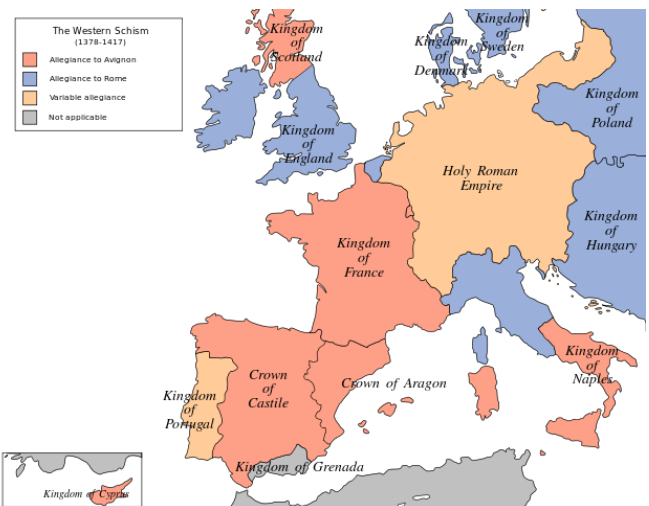 The Western Schism
(1378-1417)
Allegiance to Avignon
Allegiance to Rome
Variable allegiance
Not applicable
Kingdom
of
Scotland
Kingdom
of
Denmark
Kingdom
of
Sweden
Kingdom
of
England
Kingdom
of
Poland
Holy Roman
Empire
Kingdom
of
Hungary
Kingdom
of
France
Crown
of
Castile
Crown of Aragon
Kingdom
of
Naples
Kingdom
of
Portugal
Kingdom of Grenada
Kingdom of Cyprus